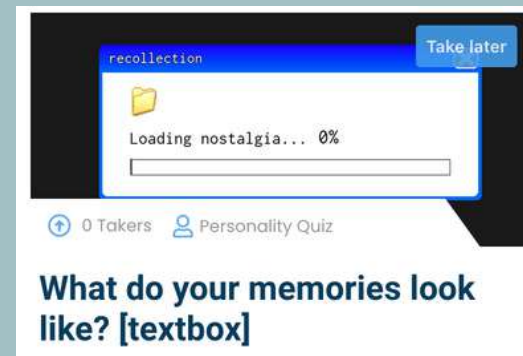 Take later
recollection
Loading nostalgia... 0%
0 Takers Personality Quiz
What do your memories look
like? [textbox]